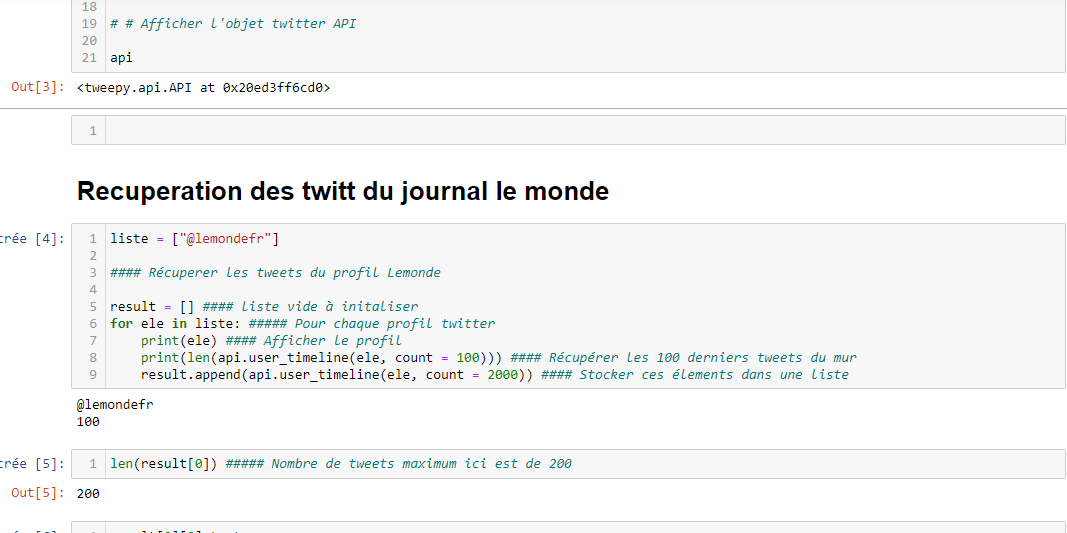 18
19 # # Afficher l'objet twitter API
20
21 api
Out[3]: <tweepy.api.API at 0x20ed3ff6cd0>
1
Recuperation des twitt du journal le monde
crée [4]: 1 liste = ["@lemondefr"]
2
3 #### Récuperer les tweets du profil Lemonde
4
5 result = [] #### liste vide à initaliser
6 for ele in liste: ##### Pour chaque profil twitter
7 print(ele) #### Afficher le profil
8 print(len(api.user_timeline(ele, count = 100))) #### Récupérer les 100 derniers tweets du mur
9 result.append(api.user_timeline(ele, count = 2000)) #### Stocker ces élements dans une liste
@lemondefr
100
crée [5]: 1 len(result[0]) ##### Nombre de tweets maximum ici est de 200
Out[5]: 200